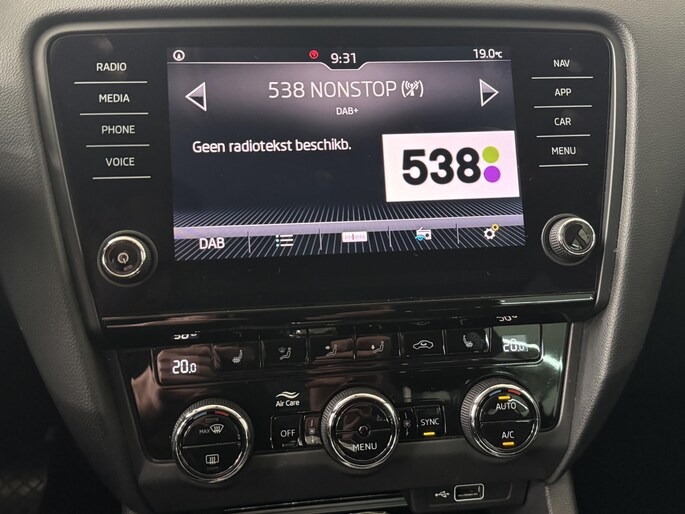 9:31
19.0°C
RADIO
MEDIA
PHONE
VOICE
538 NONSTOP
DAB+
Geen radiotekst beschikb.
538
DAB
NAV
APP
CAR
MENU
20.0
20.0
Air Care
MAX
OFF
MENU
SYNC
AUTO
A/C